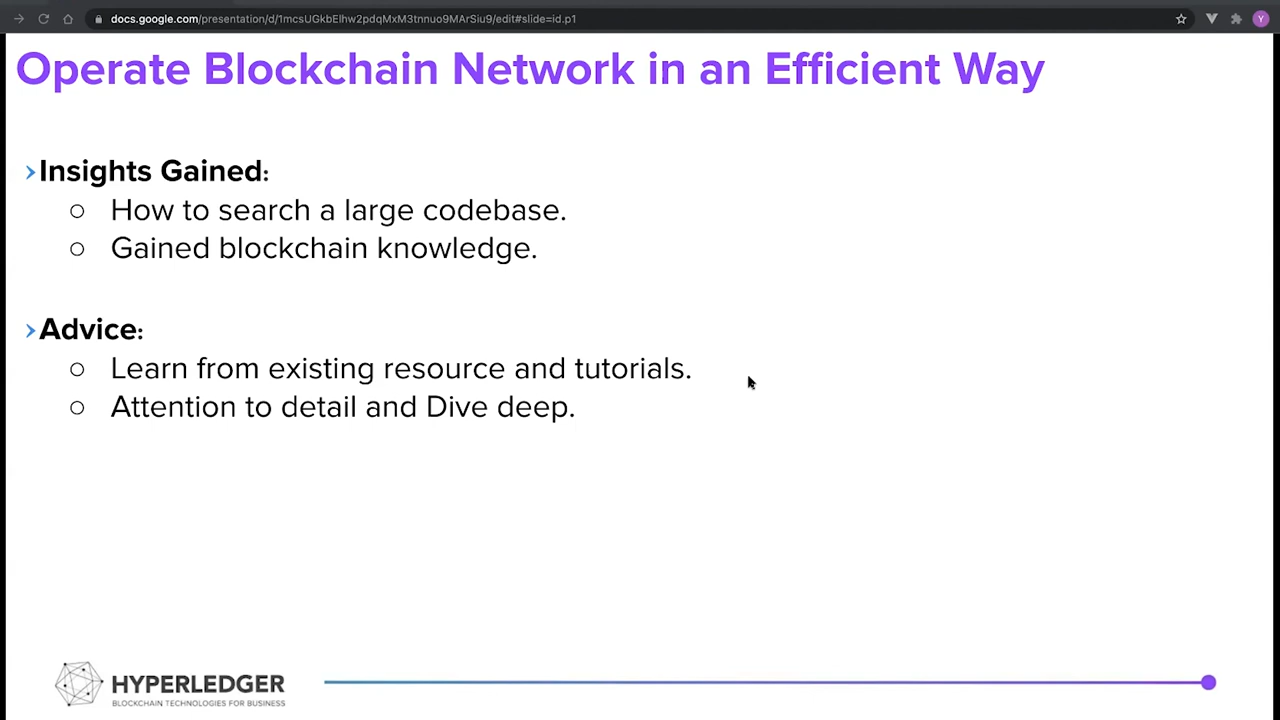 docs.google.com/presentation/d/1mcsUGkbElhw2pdqMxM3tnnuo9MArSiu9/edit#slide=id.p1
Y
Operate Blockchain Network in an Efficient Way
Insights Gained:
How to search a large codebase.
Gained blockchain knowledge.
Advice:
Learn from existing resource and tutorials.
Attention to detail and Dive deep.
HYPERLEDGER
BLOCKCHAIN TECHNOLOGIES FOR BUSINESS